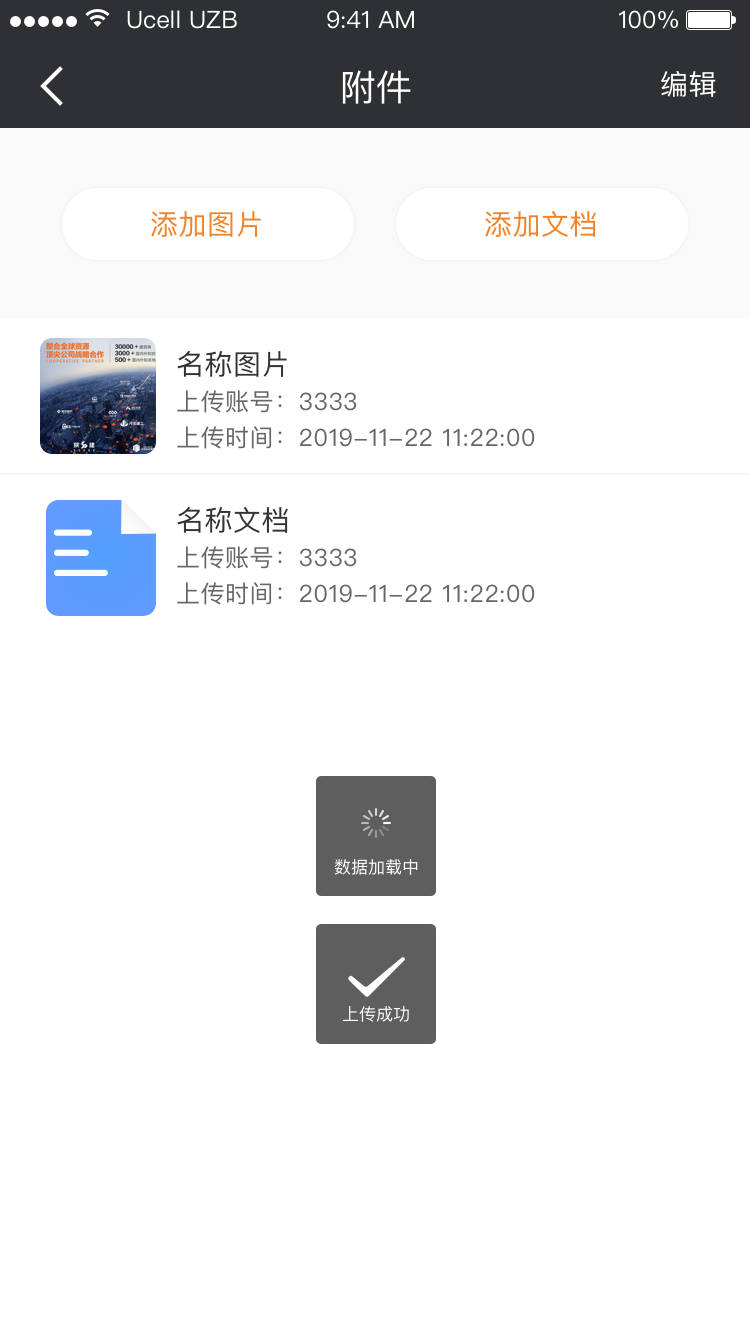 Ucell UZB 9:41 AM 100%
附件 编辑
添加图片 添加文档
整合全球资源
顶尖公司战略合作
COOPERATIVE PARTNER
30000+
3000+
500+
名称图片
上传账号：3333
上传时间：2019-11-22 11:22:00
名称文档
上传账号：3333
上传时间：2019-11-22 11:22:00
数据加载中
上传成功